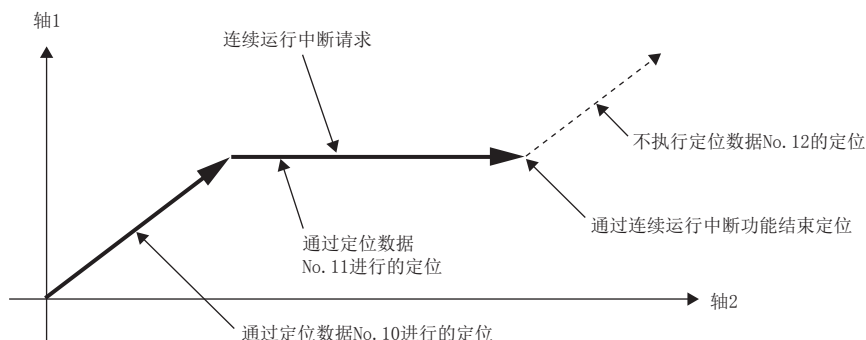 轴1
连续运行中断请求
不执行定位数据No.12的定位
通过连续运行中断功能结束定位
通过定位数据
No.11进行的定位
轴2
通过定位数据No.10进行的定位